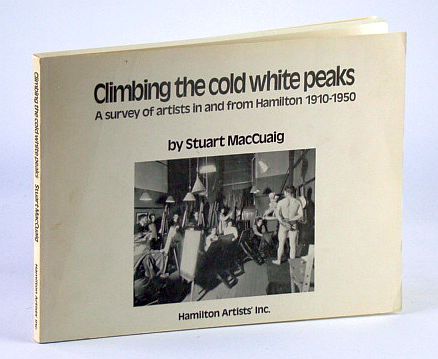 Climbing the cold white peaks
A survey of artists in and from Hamilton 1910-1950
by Stuart MacCuaig
Hamilton Artists' Inc.
Climbing the cold white peaks Stuart MacCuaig Hamilton Artists' Inc.